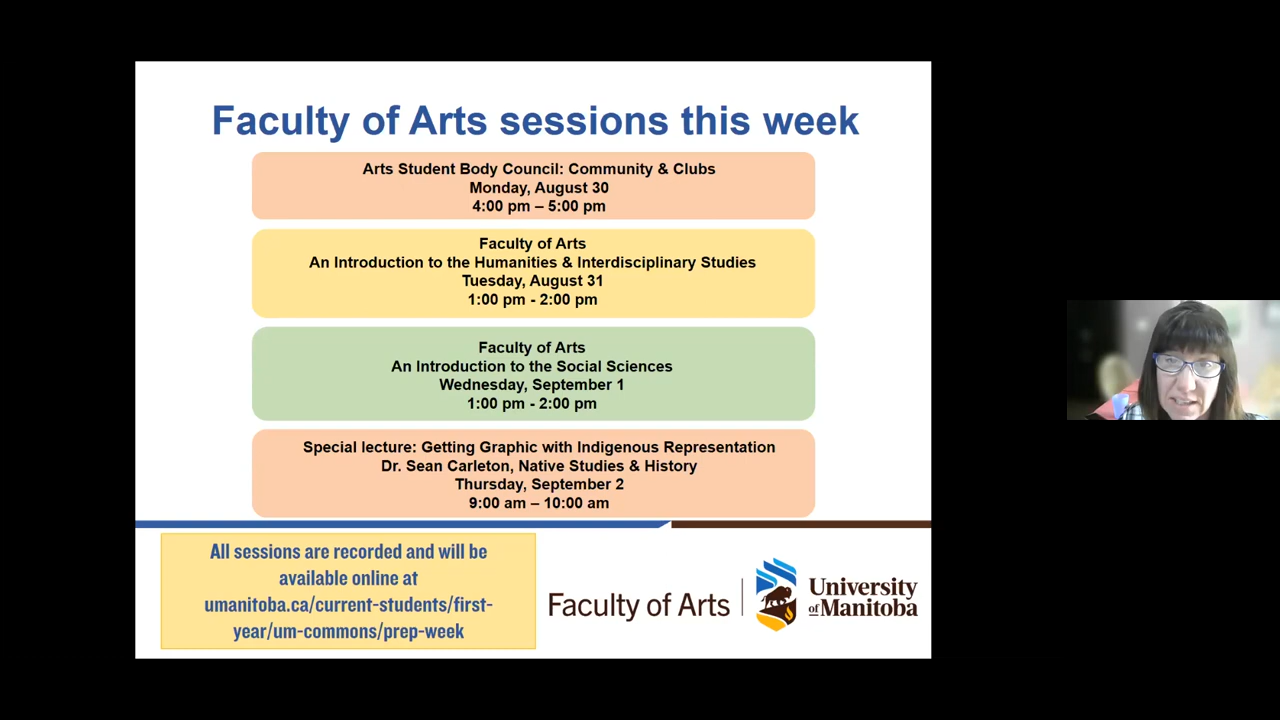 Faculty of Arts sessions this week
Arts Student Body Council: Community & Clubs
Monday, August 30
4:00 pm – 5:00 pm
Faculty of Arts
An Introduction to the Humanities & Interdisciplinary Studies
Tuesday, August 31
1:00 pm - 2:00 pm
Faculty of Arts
An Introduction to the Social Sciences
Wednesday, September 1
1:00 pm - 2:00 pm
Special lecture: Getting Graphic with Indigenous Representation
Dr. Sean Carleton, Native Studies & History
Thursday, September 2
9:00 am – 10:00 am
All sessions are recorded and will be
available online at
umanitoba.ca/current-students/first-
year/um-commons/prep-week
Faculty of Arts
University
of Manitoba